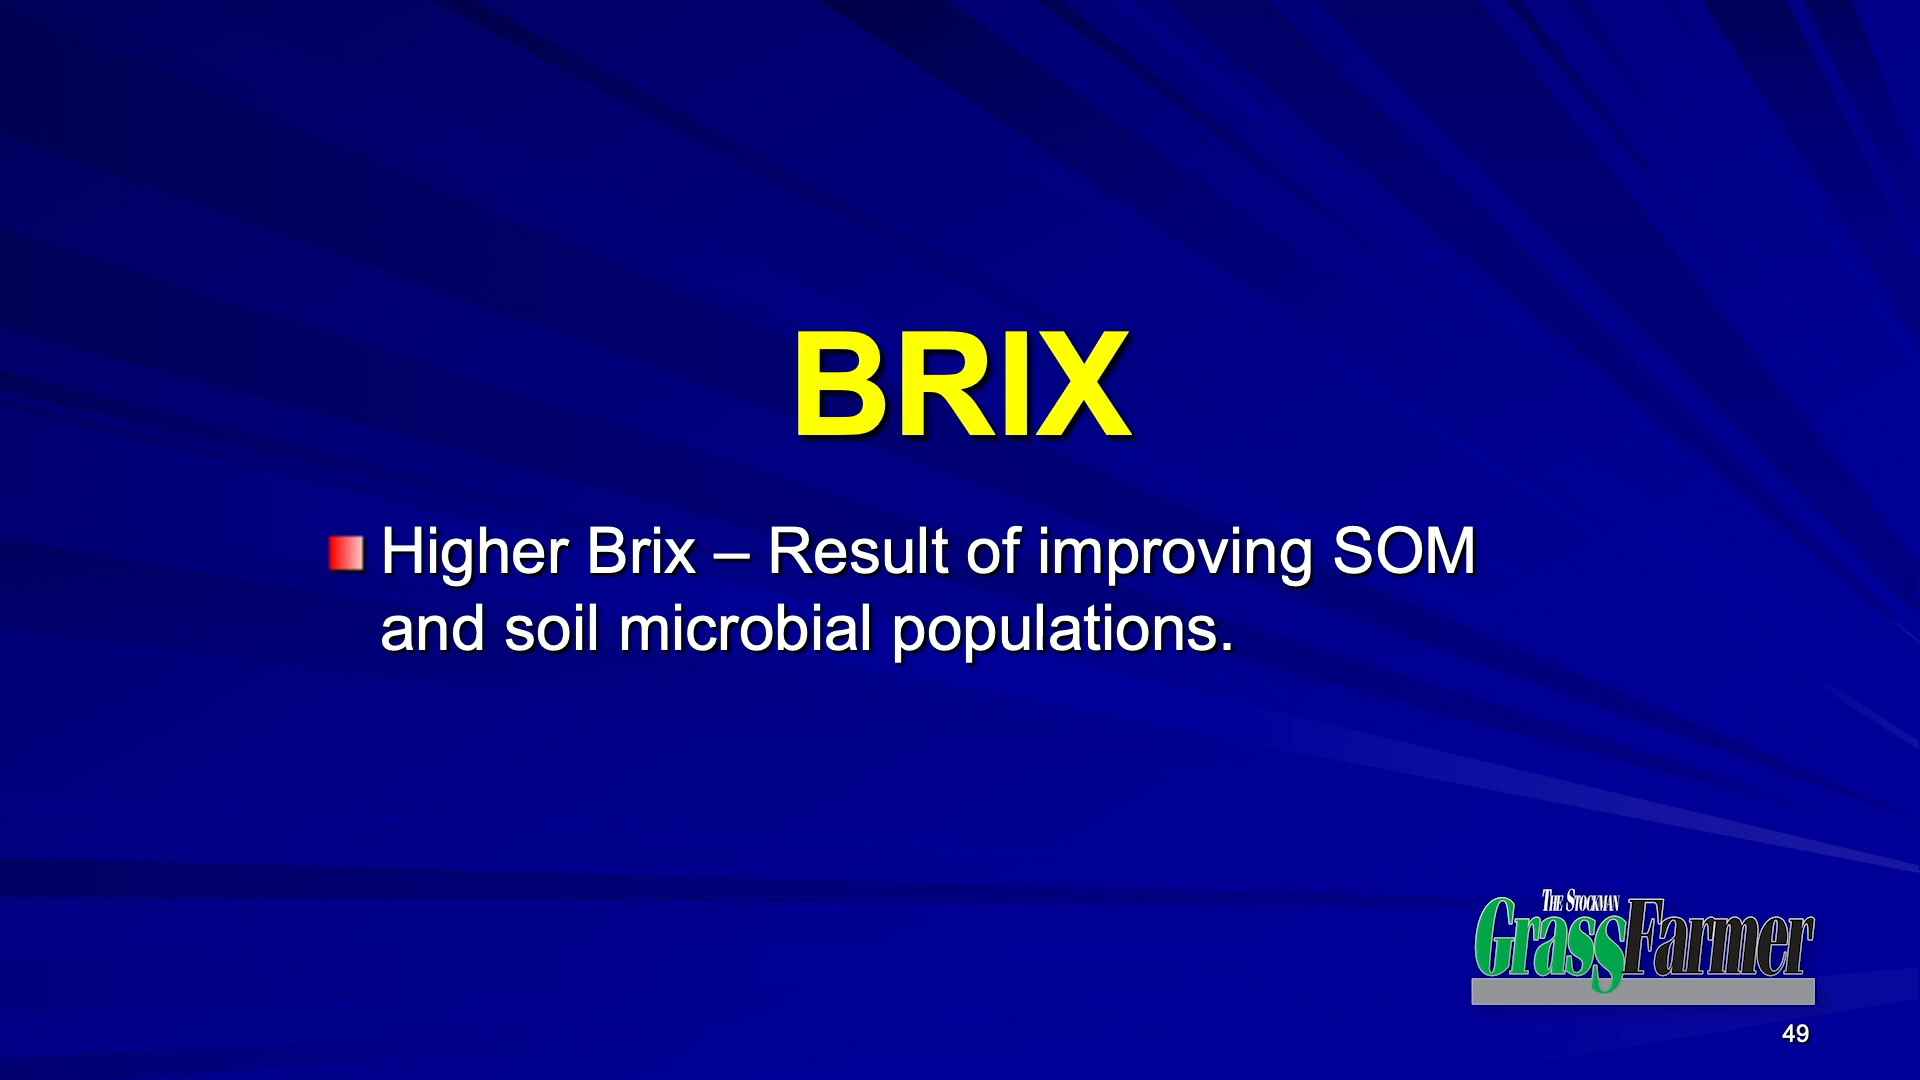 BRIX
Higher Brix – Result of improving SOM
and soil microbial populations.
THE STOCKMAN
GrassFarmer
49